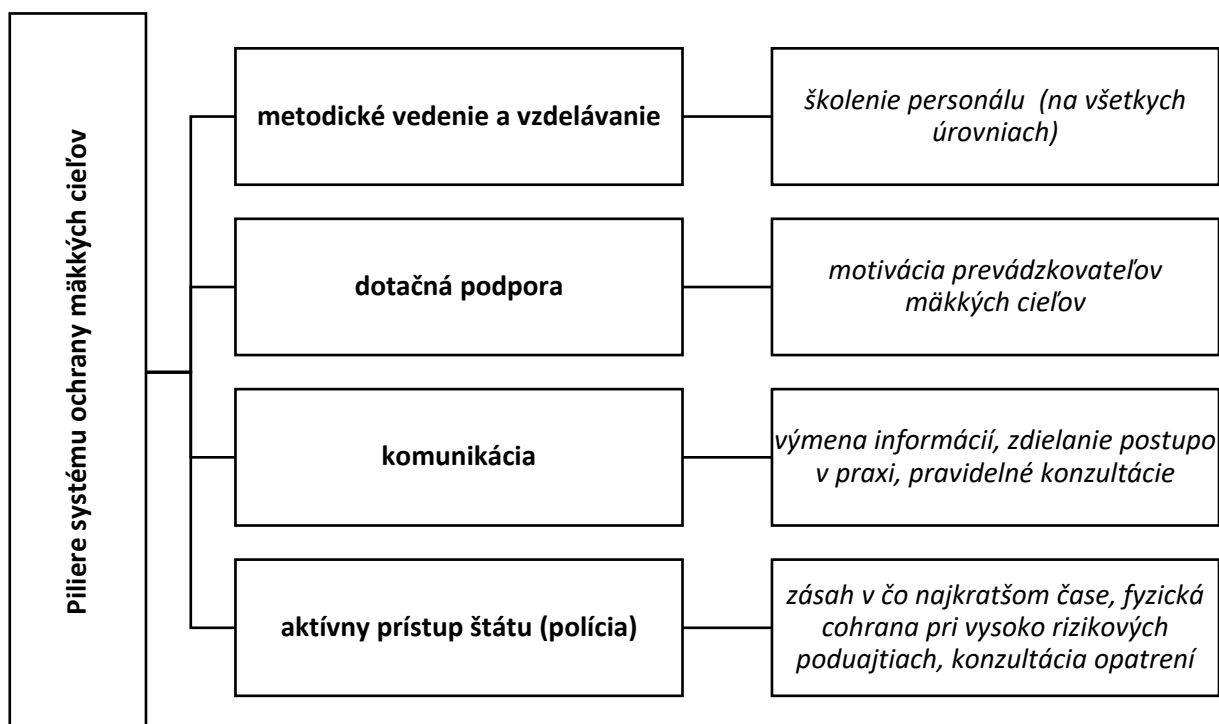 Piliere systému ochrany mäkkých cieľov
metodické vedenie a vzdelávanie
školenie personálu (na všetkych
úrovniach)
dotačná podpora
motivácia prevádzkovateľov
mäkkých cieľov
komunikácia
výmena informácií, zdielanie postupo
v praxi, pravidelné konzultácie
aktívny prístup štátu (polícia)
zásah v čo najkratšom čase, fyzická
cohrana pri vysoko rizikových
poduajtiach, konzultácia opatrení